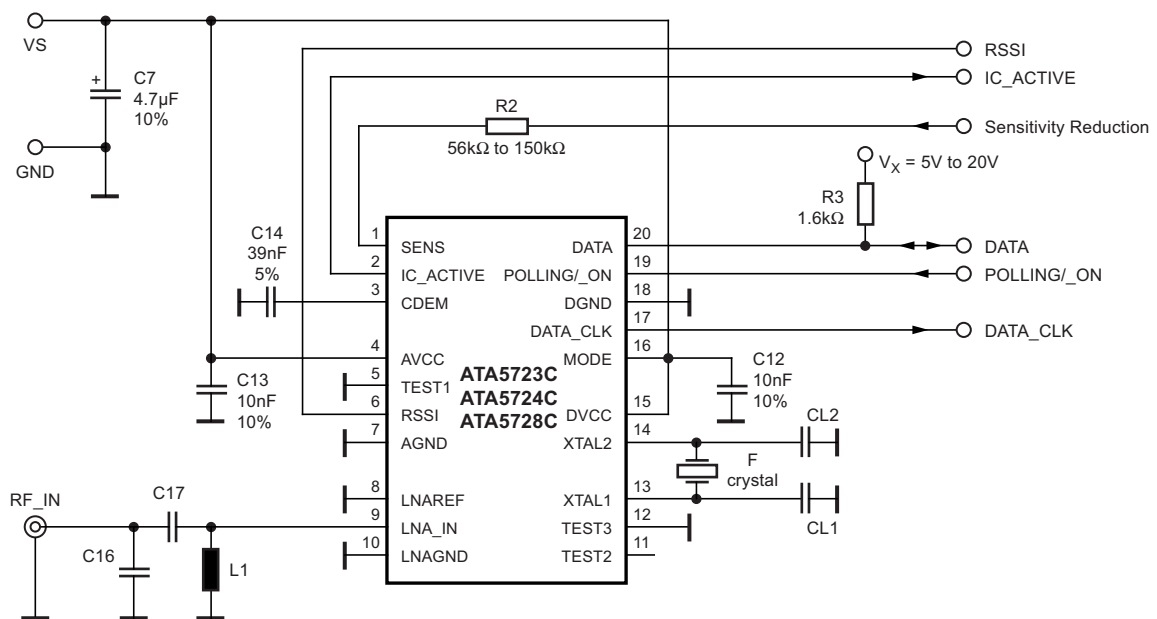 VS
C7
4.7µF
10%
+
GND
RSSI
IC_ACTIVE
R2
56kΩ to 150kΩ
Sensitivity Reduction
VX = 5V to 20V
R3
1.6kΩ
C14
39nF
5%
1
SENS
2
IC_ACTIVE
3
CDEM
4
AVCC
5
TEST1
6
RSSI
7
AGND
8
LNAREF
9
LNA_IN
10
LNAGND
ATA5723C
ATA5724C
ATA5728C
DATA
20
POLLING/_ON
19
DGND
18
DATA_CLK
17
MODE
16
DVCC
15
XTAL2
14
XTAL1
13
TEST3
12
TEST2
11
DATA
POLLING/_ON
DATA_CLK
C13
10nF
10%
C12
10nF
10%
CL2
F
crystal
CL1
RF_IN
C17
C16
L1